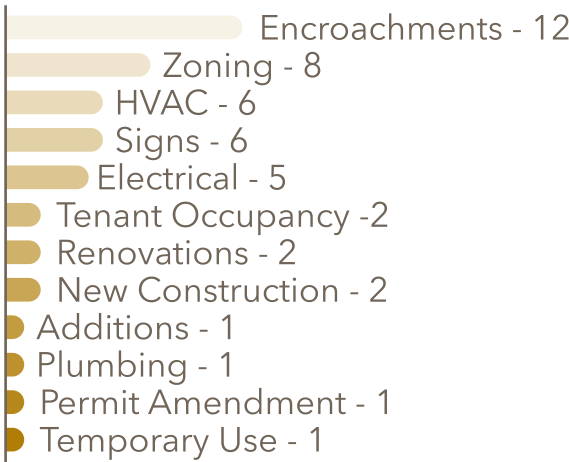 Encroachments - 12
Zoning - 8
HVAC - 6
Signs - 6
Electrical - 5
Tenant Occupancy -2
Renovations - 2
New Construction - 2
Additions - 1
Plumbing - 1
Permit Amendment - 1
Temporary Use - 1